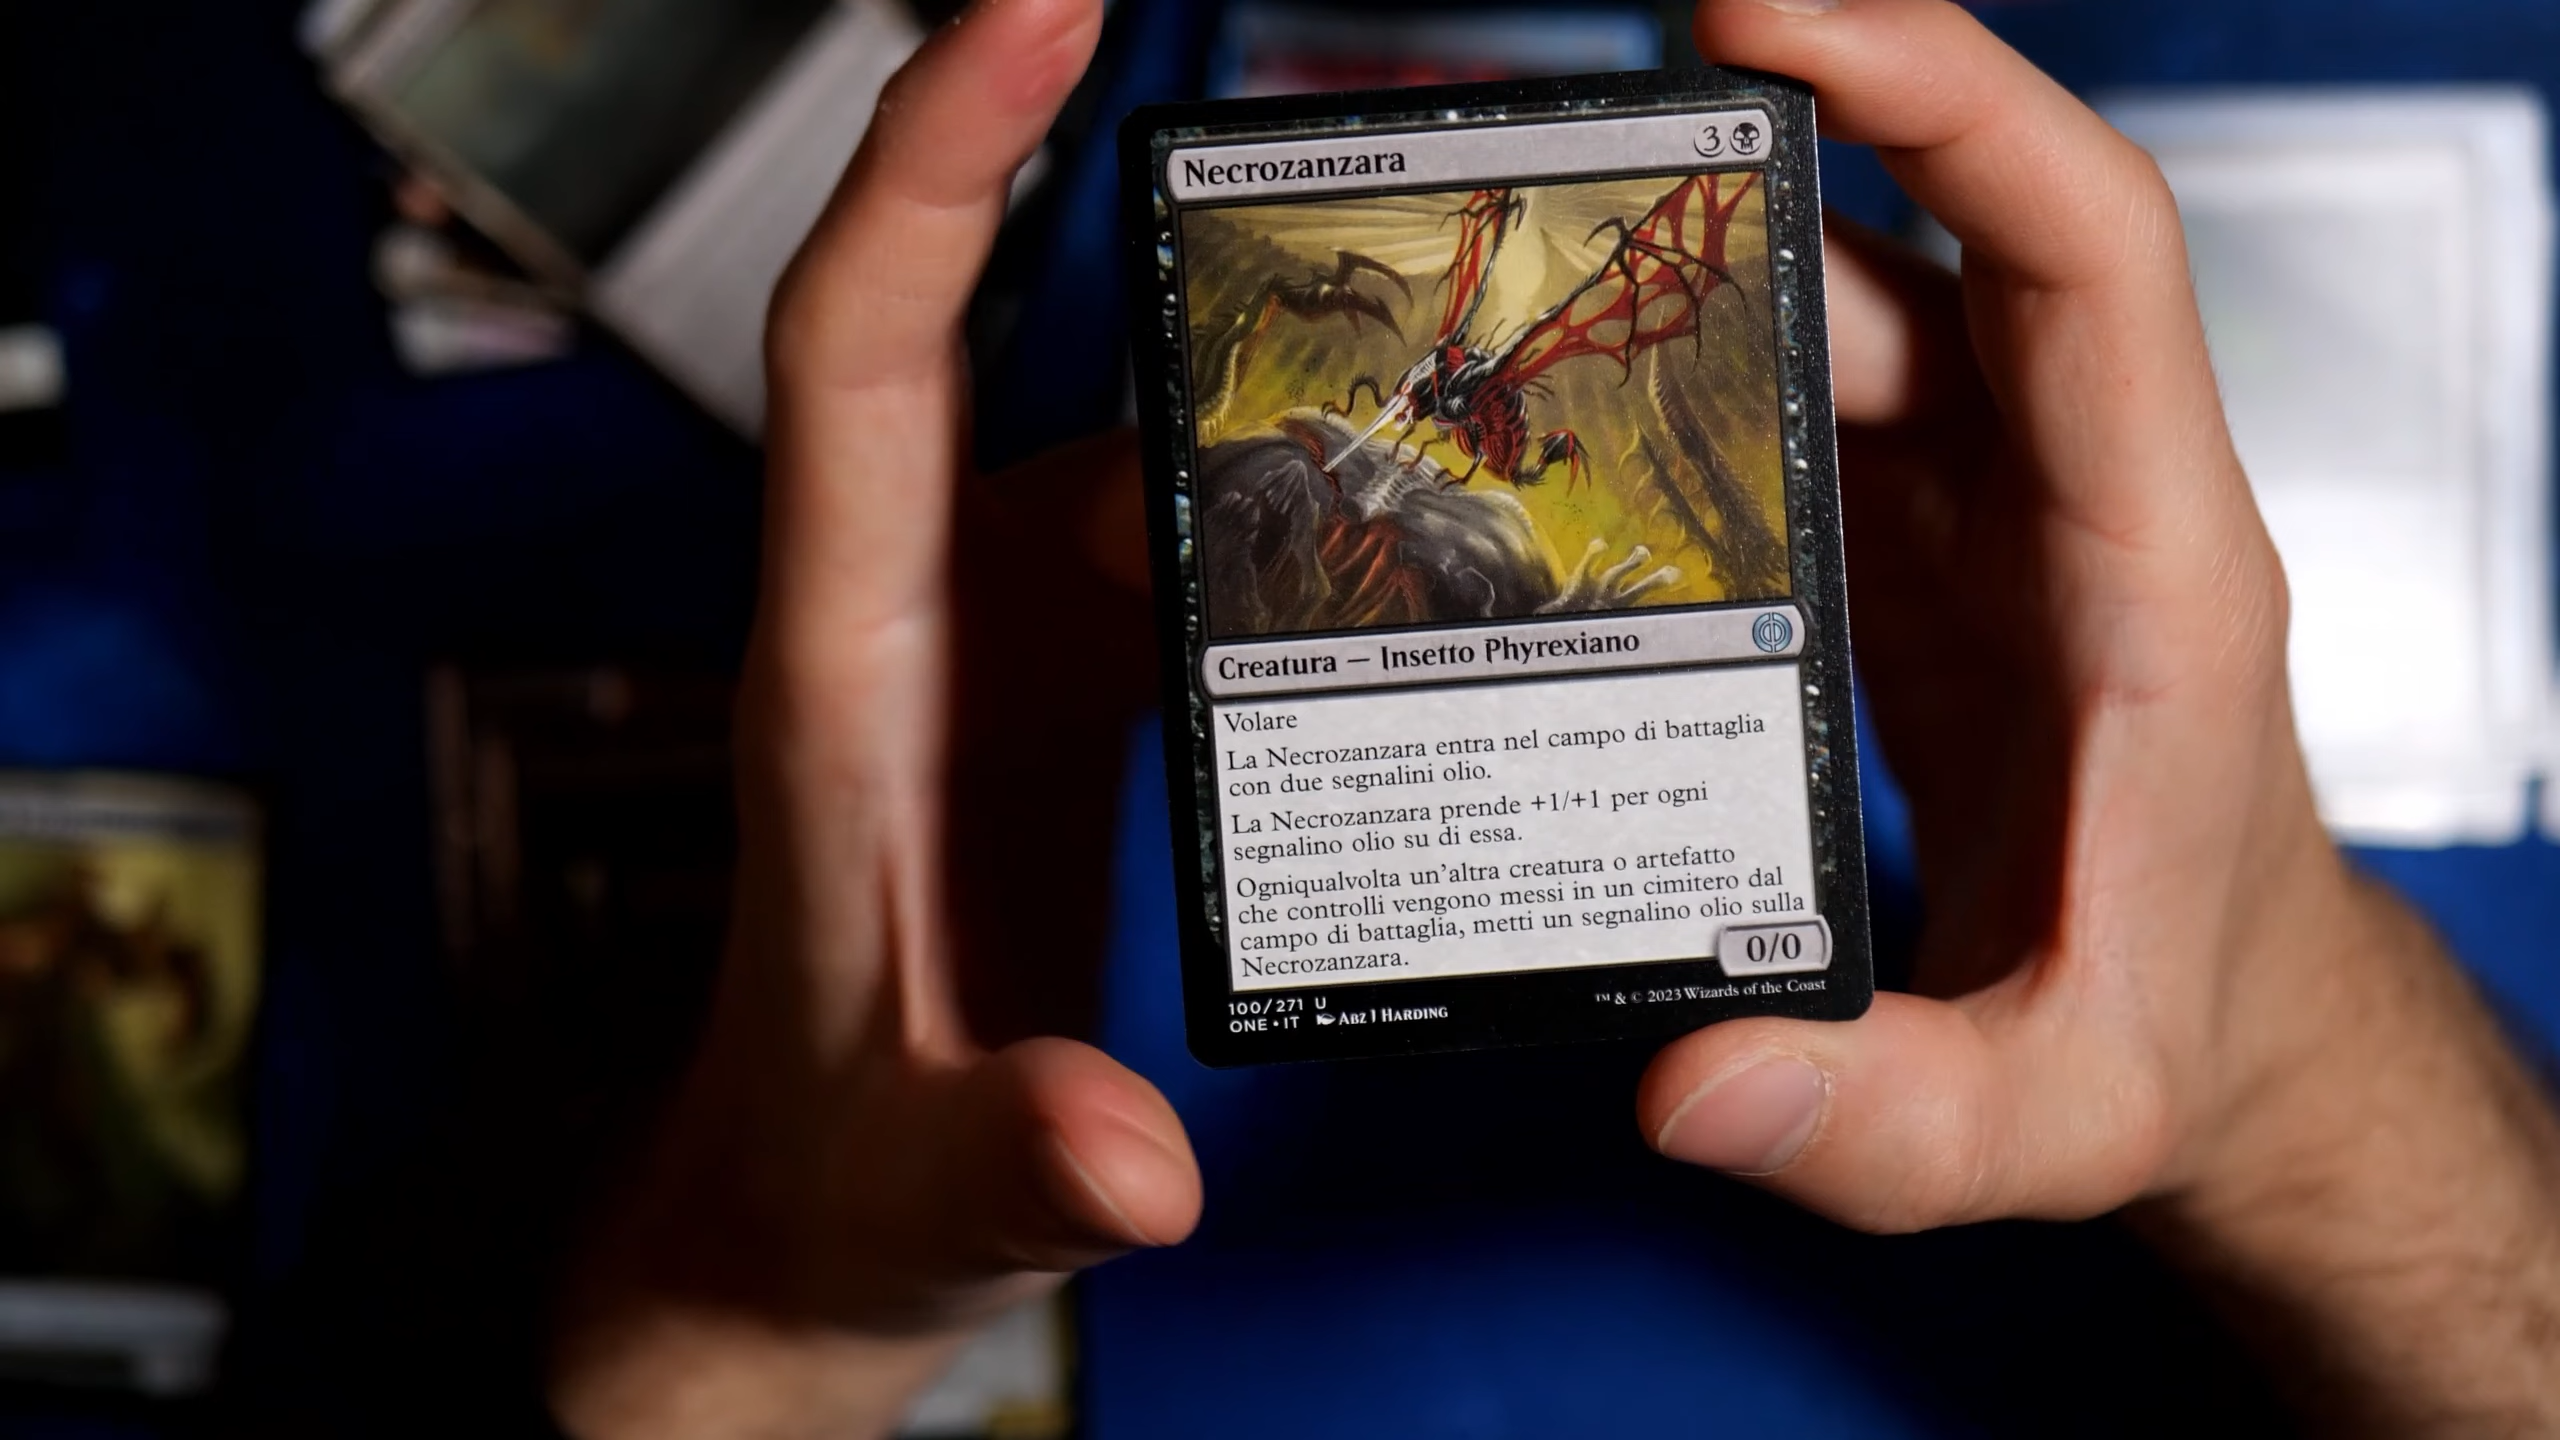 Necrozanzara 3
Creatura — Insetto Phyrexiano
Volare
La Necrozanzara entra nel campo di battaglia
con due segnalini olio.
La Necrozanzara prende +1/+1 per ogni
segnalino olio su di essa.
Ogniqualvolta un'altra creatura o artefatto
che controlli vengono messi in un cimitero dal
campo di battaglia, metti un segnalino olio sulla
Necrozanzara.
0/0
100/271 U
ONE • IT ABZ J HARDING
™ & © 2023 Wizards of the Coast